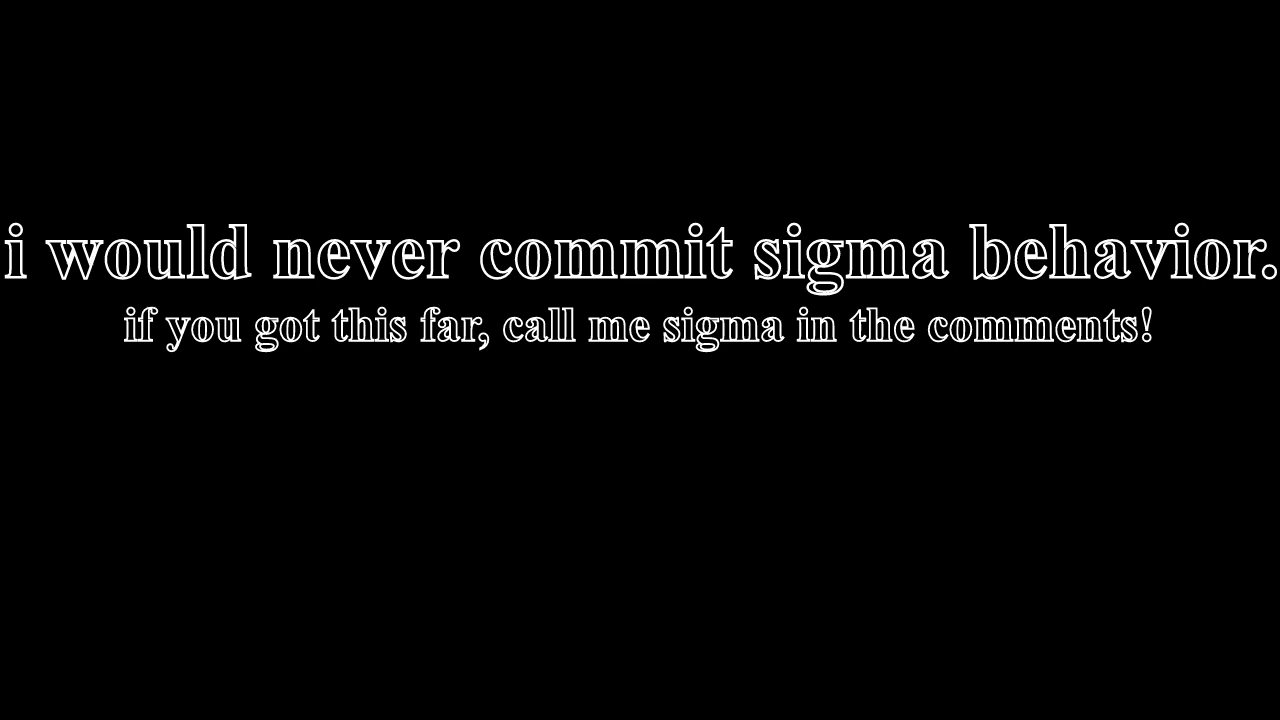 i would never commit sigma behavior.
if you got this far, call me sigma in the comments!